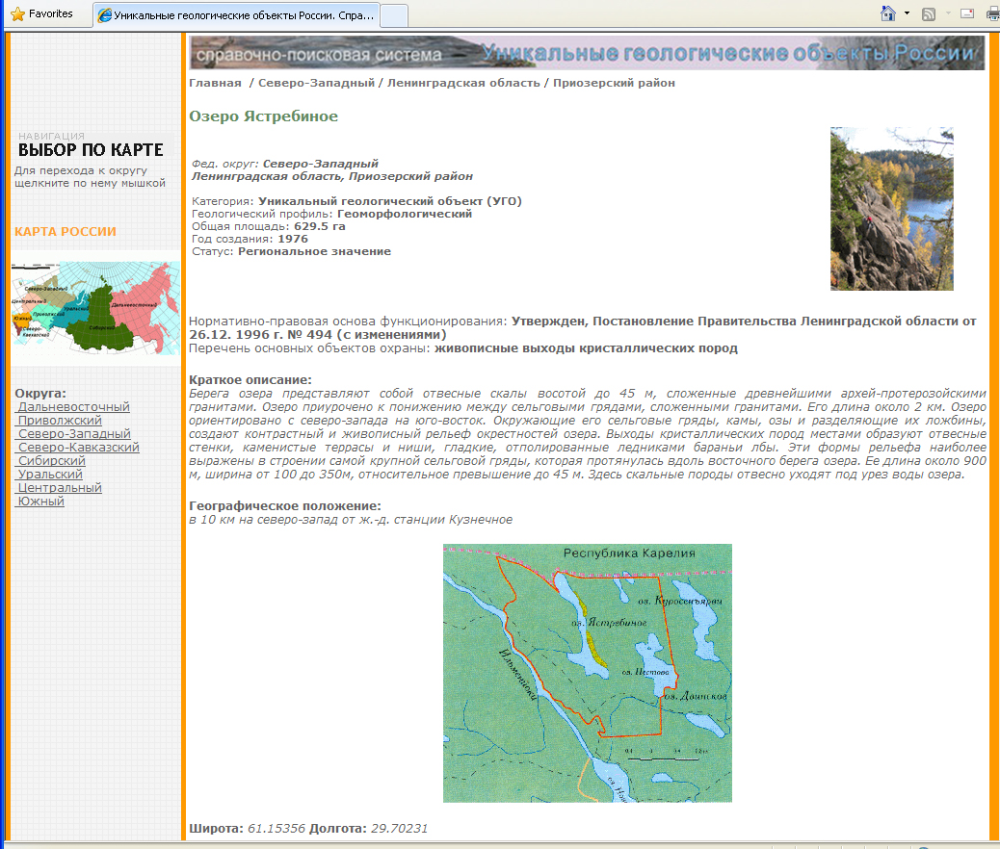 Favorites
Уникальные геологические объекты России. Спра...
справочно-поисковая система Уникальные геологические объекты России
Главная / Северо-Западный / Ленинградская область / Приозерский район
НАВИГАЦИЯ
ВЫБОР ПО КАРТЕ
Для перехода к округу
щелкните по нему мышкой
КАРТА РОССИИ
Северо-Западный
Центральный
Южный
Приволжский
Уральский
Северо-
Кавказский
Сибирский
Дальневосточный
Округа:
Дальневосточный
Приволжский
Северо-Западный
Северо-Кавказский
Сибирский
Уральский
Центральный
Южный
Озеро Ястребиное
Фед. округ: Северо-Западный
Ленинградская область, Приозерский район
Категория: Уникальный геологический объект (УГО)
Геологический профиль: Геоморфологический
Общая площадь: 629.5 га
Год создания: 1976
Статус: Региональное значение
Нормативно-правовая основа функционирования: Утвержден, Постановление Правительства Ленинградской области от
26.12. 1996 г. № 494 (с изменениями)
Перечень основных объектов охраны: живописные выходы кристаллических пород
Краткое описание:
Берега озера представляют собой отвесные скалы восотой до 45 м, сложенные древнейшими архей-протерозойскими
гранитами. Озеро приурочено к понижению между сельговыми грядами, сложенными гранитами. Его длина около 2 км. Озеро
ориентировано с северо-запада на юго-восток. Окружающие его сельговые гряды, камы, озы и разделяющие их ложбины,
создают контрастный и живописный рельеф окрестностей озера. Выходы кристаллических пород местами образуют отвесные
стенки, каменистые террасы и ниши, гладкие, отполированные ледниками бараньи лбы. Эти формы рельефа наиболее
выражены в строении самой крупной сельговой гряды, которая протянулась вдоль восточного берега озера. Ее длина около 900
м, ширина от 100 до 350м, относительное превышение до 45 м. Здесь скальные породы отвесно уходят под урез воды озера.
Географическое положение:
в 10 км на северо-запад от ж.-д. станции Кузнечное
Республика Карелия
оз. Куросенъярви
оз. Ястребиное
Ильменйоки
оз. Пестово
оз. Двинское
Широта: 61.15356 Долгота: 29.70231